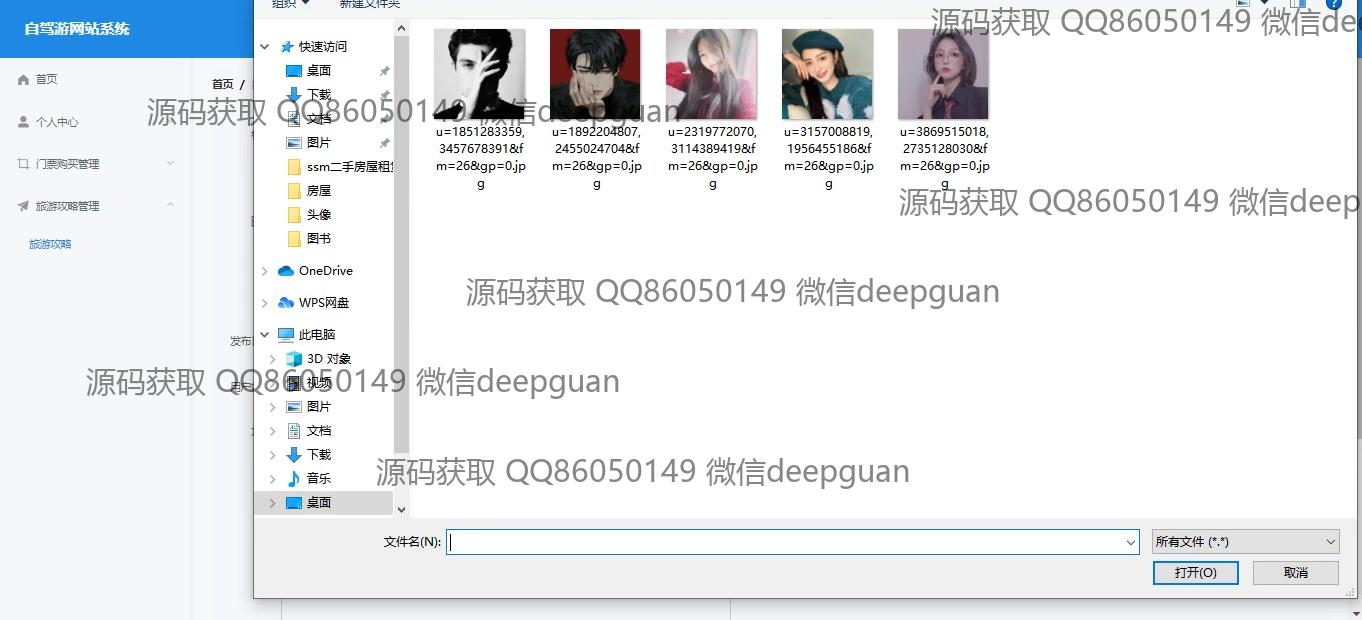 组织
新建文件夹
自驾游网站系统
首页
个人中心
门票购买管理
旅游攻略管理
旅游攻略
首页 /
发布
快速访问
桌面
下载
文档
图片
ssm二手房屋租
房屋
头像
图书
OneDrive
WPS网盘
此电脑
3D 对象
视频
图片
文档
下载
音乐
桌面
u=1851283359,
3457678391&f
m=26&gp=0.jp
g
u=1892204807,
2455024704&f
m=26&gp=0.jp
g
u=2319772070,
3114389419&f
m=26&gp=0.jp
g
u=3157008819,
1956455186&f
m=26&gp=0.jp
g
u=3869515018,
2735128030&f
m=26&gp=0.jp
g
文件名(N):
所有文件 (*.*)
打开(O)
取消
源码获取 QQ86050149 微信dee
源码获取 QQ86050149 微信deepguan
源码获取 QQ86050149 微信deep
源码获取 QQ86050149 微信deepguan
源码获取 QQ86050149 微信deepguan
源码获取 QQ86050149 微信deepguan